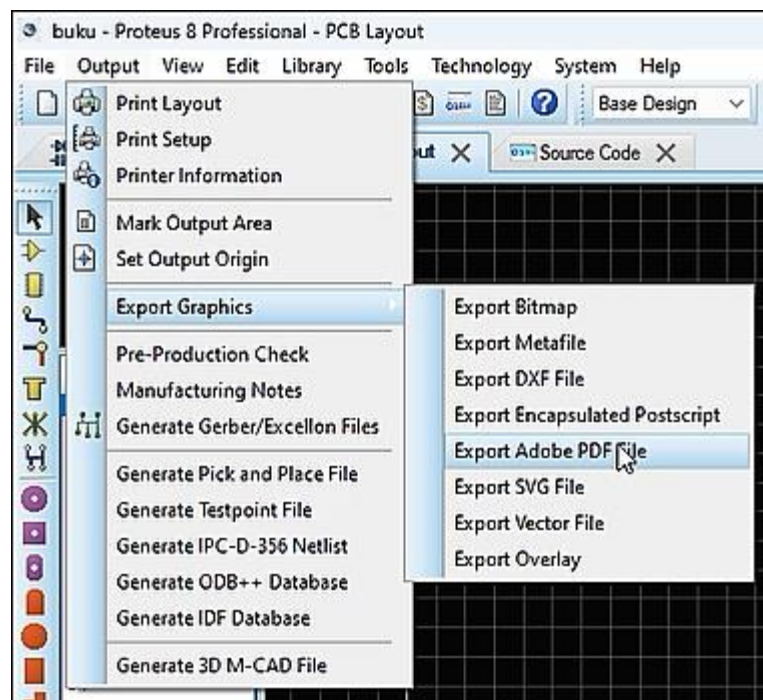 buku - Proteus 8 Professional - PCB Layout
File Output View Edit Library Tools Technology System Help
Base Design
Print Layout
Print Setup
Source Code
Printer Information
Mark Output Area
Set Output Origin
Export Graphics
Export Bitmap
Export Metafile
Export DXF File
Export Encapsulated Postscript
Export Adobe PDF File
Export SVG File
Export Vector File
Export Overlay
Pre-Production Check
Manufacturing Notes
Generate Gerber/Excellon Files
Generate Pick and Place File
Generate Testpoint File
Generate IPC-D-356 Netlist
Generate ODB++ Database
Generate IDF Database
Generate 3D M-CAD File